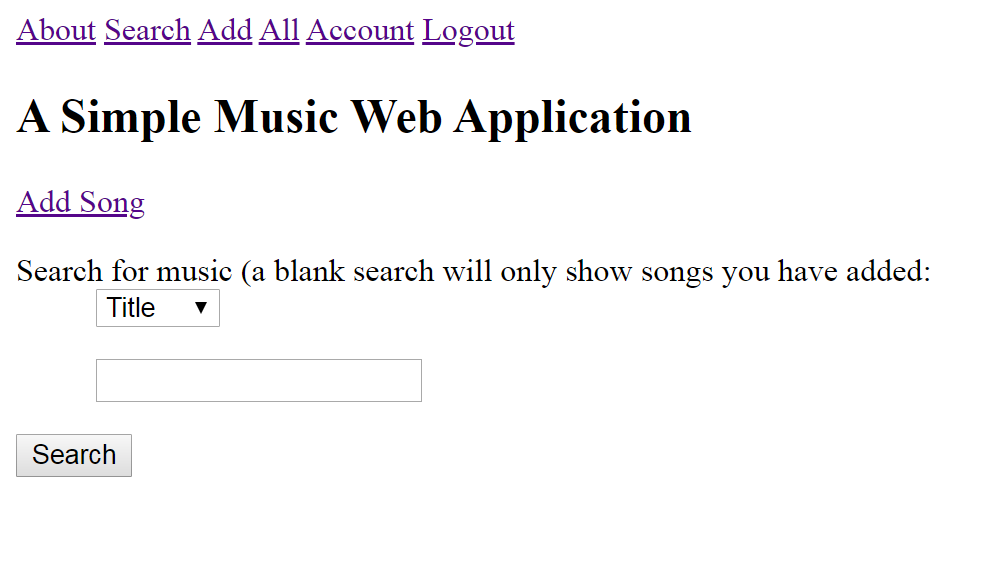 About Search Add All Account Logout
A Simple Music Web Application
Add Song
Search for music (a blank search will only show songs you have added:
Title
Search